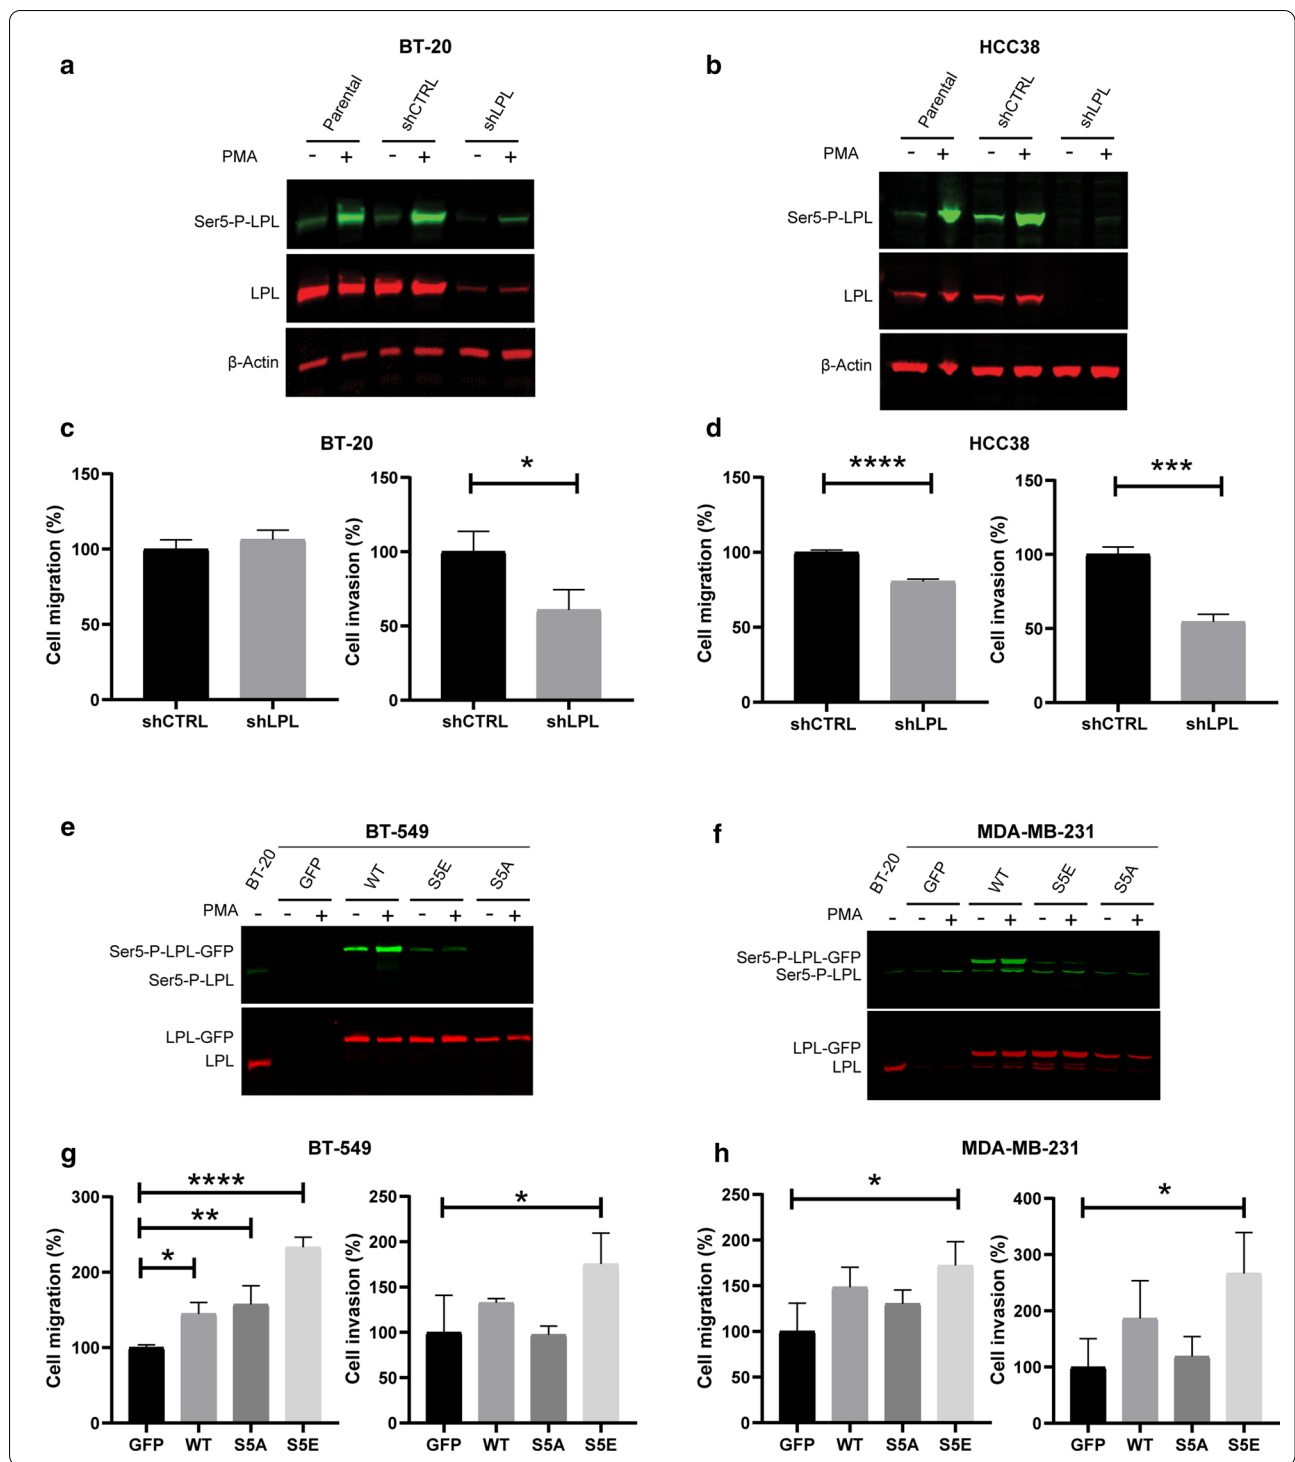 a
BT-20
Parental shCTRL shLPL
PMA - + - + - +
Ser5-P-LPL
LPL
β-Actin
b
HCC38
Parental shCTRL shLPL
PMA - + - + - +
Ser5-P-LPL
LPL
β-Actin
c
BT-20
Cell migration (%)
150
100
50
0
shCTRL shLPL
Cell invasion (%)
150
100
50
0
*
shCTRL shLPL
d
HCC38
Cell migration (%)
150
100
50
0
****
shCTRL shLPL
Cell invasion (%)
150
100
50
0
***
shCTRL shLPL
e
BT-549
BT-20 GFP WT S5E S5A
PMA - - + - + - + - +
Ser5-P-LPL-GFP
Ser5-P-LPL
LPL-GFP
LPL
f
MDA-MB-231
BT-20 GFP WT S5E S5A
PMA - - + - + - + - +
Ser5-P-LPL-GFP
Ser5-P-LPL
LPL-GFP
LPL
g
BT-549
Cell migration (%)
300
200
100
0
****
**
*
GFP WT S5A S5E
Cell invasion (%)
250
200
150
100
50
0
*
GFP WT S5A S5E
h
MDA-MB-231
Cell migration (%)
250
200
150
100
50
0
*
GFP WT S5A S5E
Cell invasion (%)
400
300
200
100
0
*
GFP WT S5A S5E